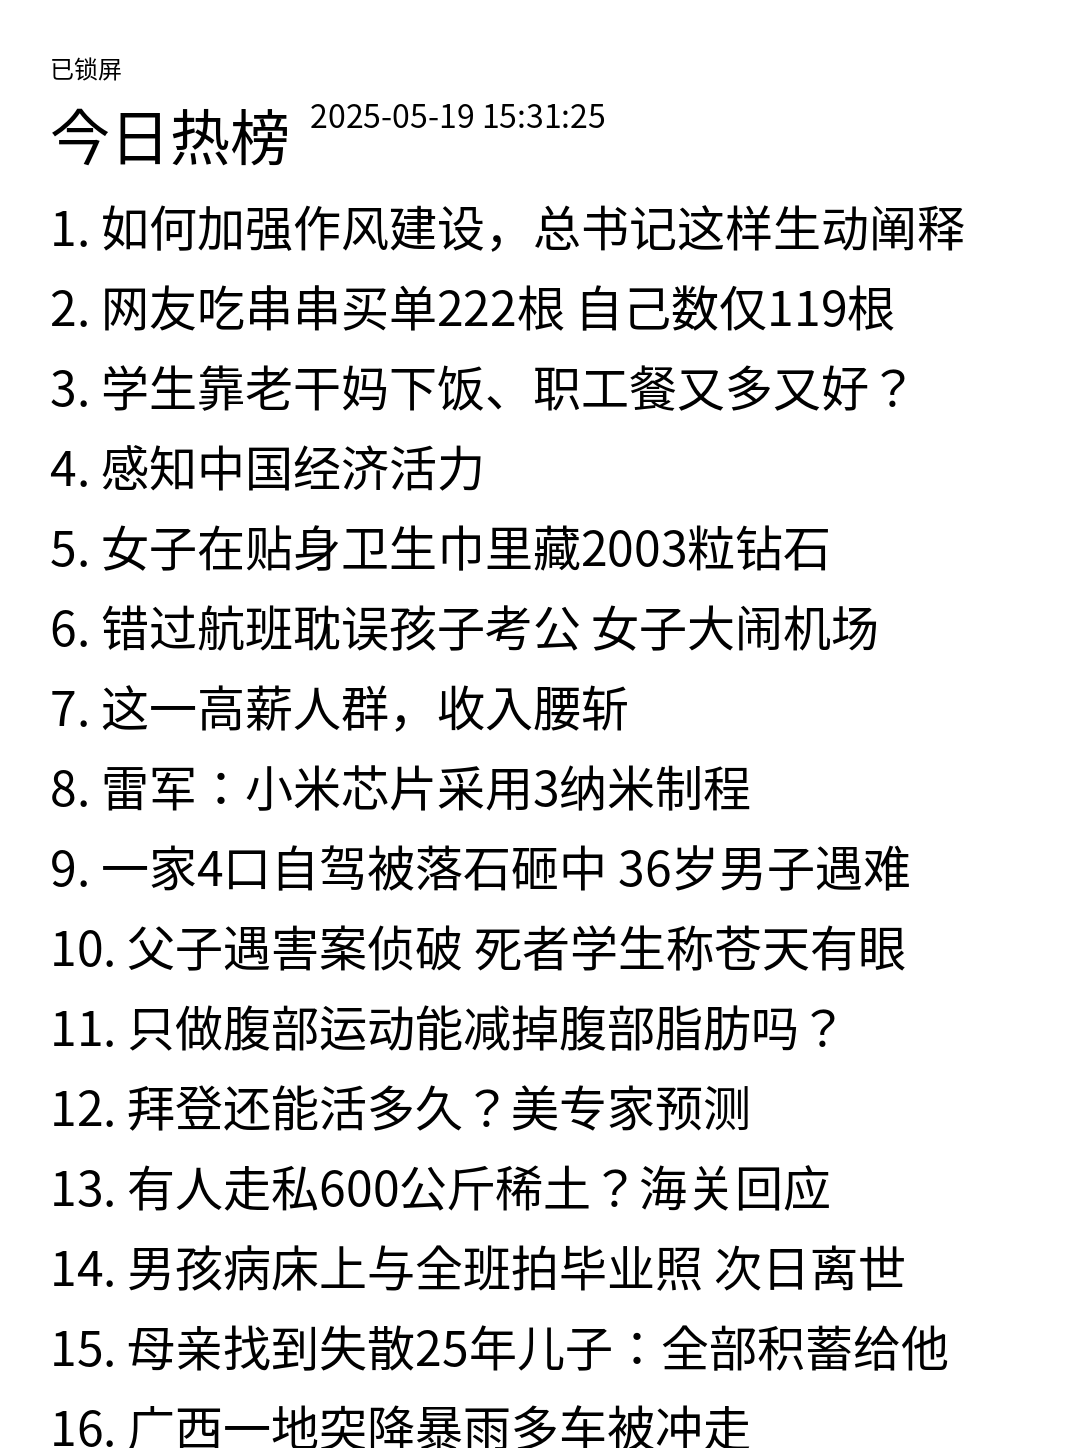 已锁屏
今日热榜 2025-05-19 15:31:25
1. 如何加强作风建设，总书记这样生动阐释
2. 网友吃串串买单222根 自己数仅119根
3. 学生靠老干妈下饭、职工餐又多又好？
4. 感知中国经济活力
5. 女子在贴身卫生巾里藏2003粒钻石
6. 错过航班耽误孩子考公 女子大闹机场
7. 这一高薪人群，收入腰斩
8. 雷军：小米芯片采用3纳米制程
9. 一家4口自驾被落石砸中 36岁男子遇难
10. 父子遇害案侦破 死者学生称苍天有眼
11. 只做腹部运动能减掉腹部脂肪吗？
12. 拜登还能活多久？美专家预测
13. 有人走私600公斤稀土？海关回应
14. 男孩病床上与全班拍毕业照 次日离世
15. 母亲找到失散25年儿子：全部积蓄给他
16. 广西一地突降暴雨多车被冲走